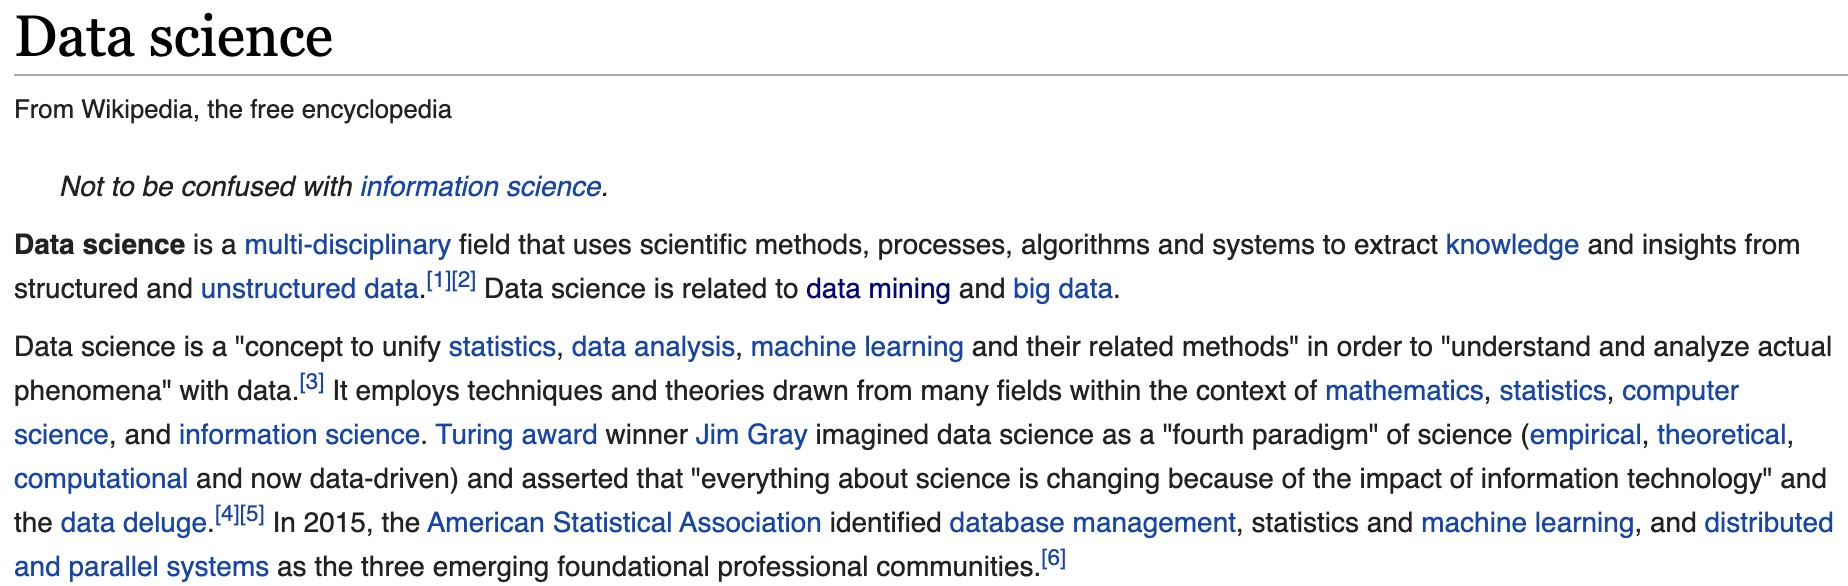 Data science
From Wikipedia, the free encyclopedia
Not to be confused with information science.
Data science is a multi-disciplinary field that uses scientific methods, processes, algorithms and systems to extract knowledge and insights from
structured and unstructured data.[1][2] Data science is related to data mining and big data.
Data science is a "concept to unify statistics, data analysis, machine learning and their related methods" in order to "understand and analyze actual
phenomena" with data.[3] It employs techniques and theories drawn from many fields within the context of mathematics, statistics, computer
science, and information science. Turing award winner Jim Gray imagined data science as a "fourth paradigm" of science (empirical, theoretical,
computational and now data-driven) and asserted that "everything about science is changing because of the impact of information technology" and
the data deluge.[4][5] In 2015, the American Statistical Association identified database management, statistics and machine learning, and distributed
and parallel systems as the three emerging foundational professional communities.[6]